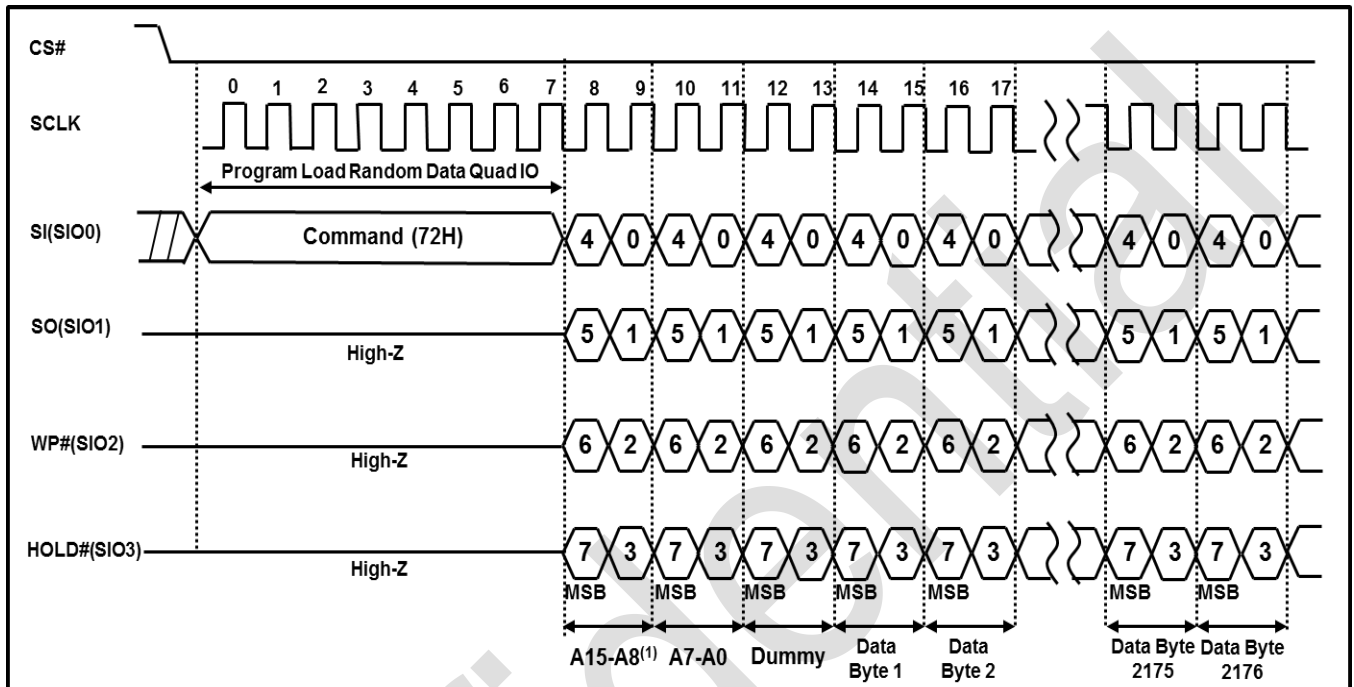 CS#
0 1 2 3 4 5 6 7 8 9 10 11 12 13 14 15 16 17
SCLK
Program Load Random Data Quad IO
SI(SIO0) Command (72H) 4 0 4 0 4 0 4 0 4 0 4 0 4 0
SO(SIO1) High-Z 5 1 5 1 5 1 5 1 5 1 5 1 5 1
WP#(SIO2) High-Z 6 2 6 2 6 2 6 2 6 2 6 2 6 2
HOLD#(SIO3) High-Z 7 3 7 3 7 3 7 3 7 3 7 3 7 3
MSB MSB MSB MSB MSB MSB MSB
A15-A8(1) A7-A0 Dummy Data Byte 1 Data Byte 2 Data Byte 2175 Data Byte 2176
idential